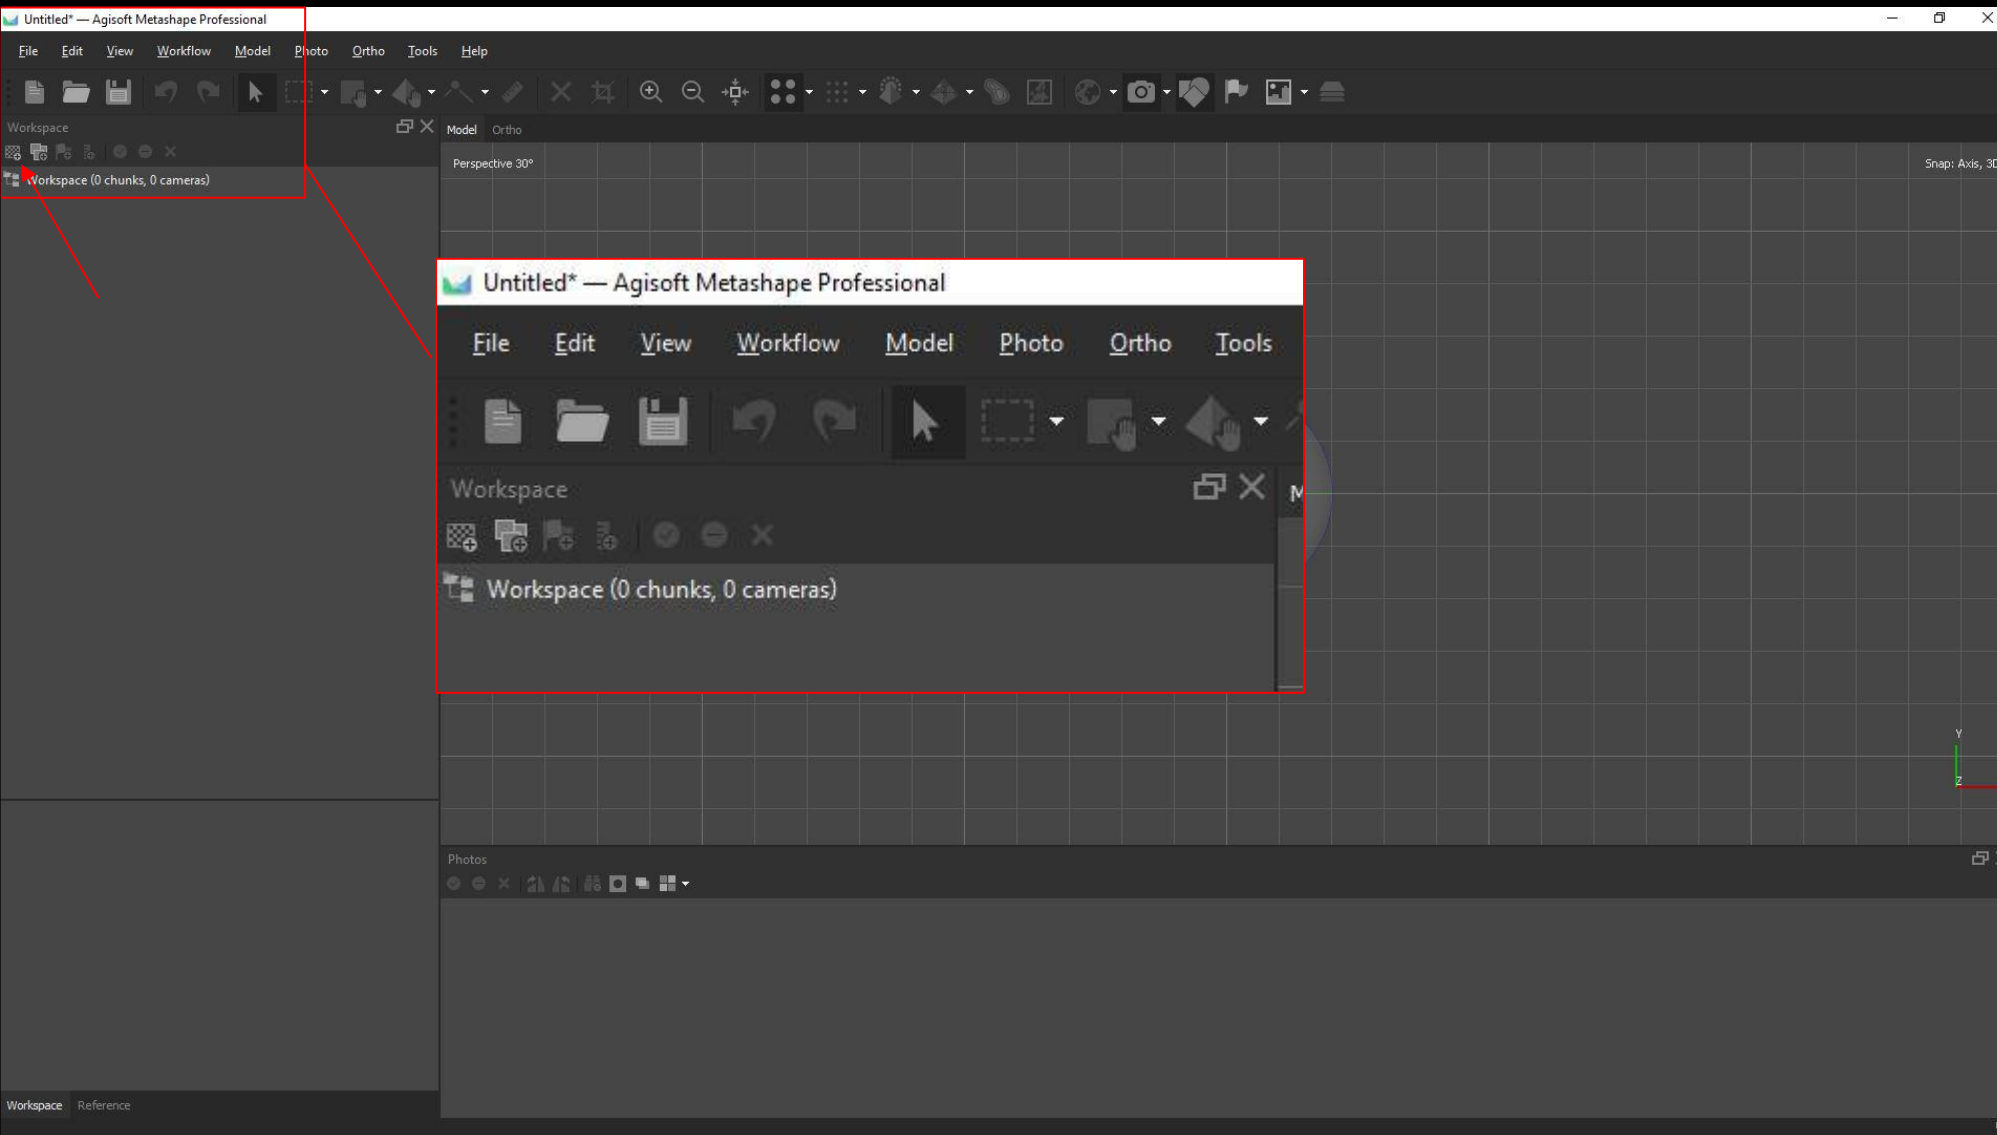 Untitled* — Agisoft Metashape Professional
File Edit View Workflow Model Photo Ortho Tools Help
Workspace
Model Ortho
Workspace (0 chunks, 0 cameras)
Perspective 30°
Snap: Axis, 3D
Untitled* — Agisoft Metashape Professional
File Edit View Workflow Model Photo Ortho Tools
Workspace
M
Workspace (0 chunks, 0 cameras)
Y
Z
Photos
Workspace Reference